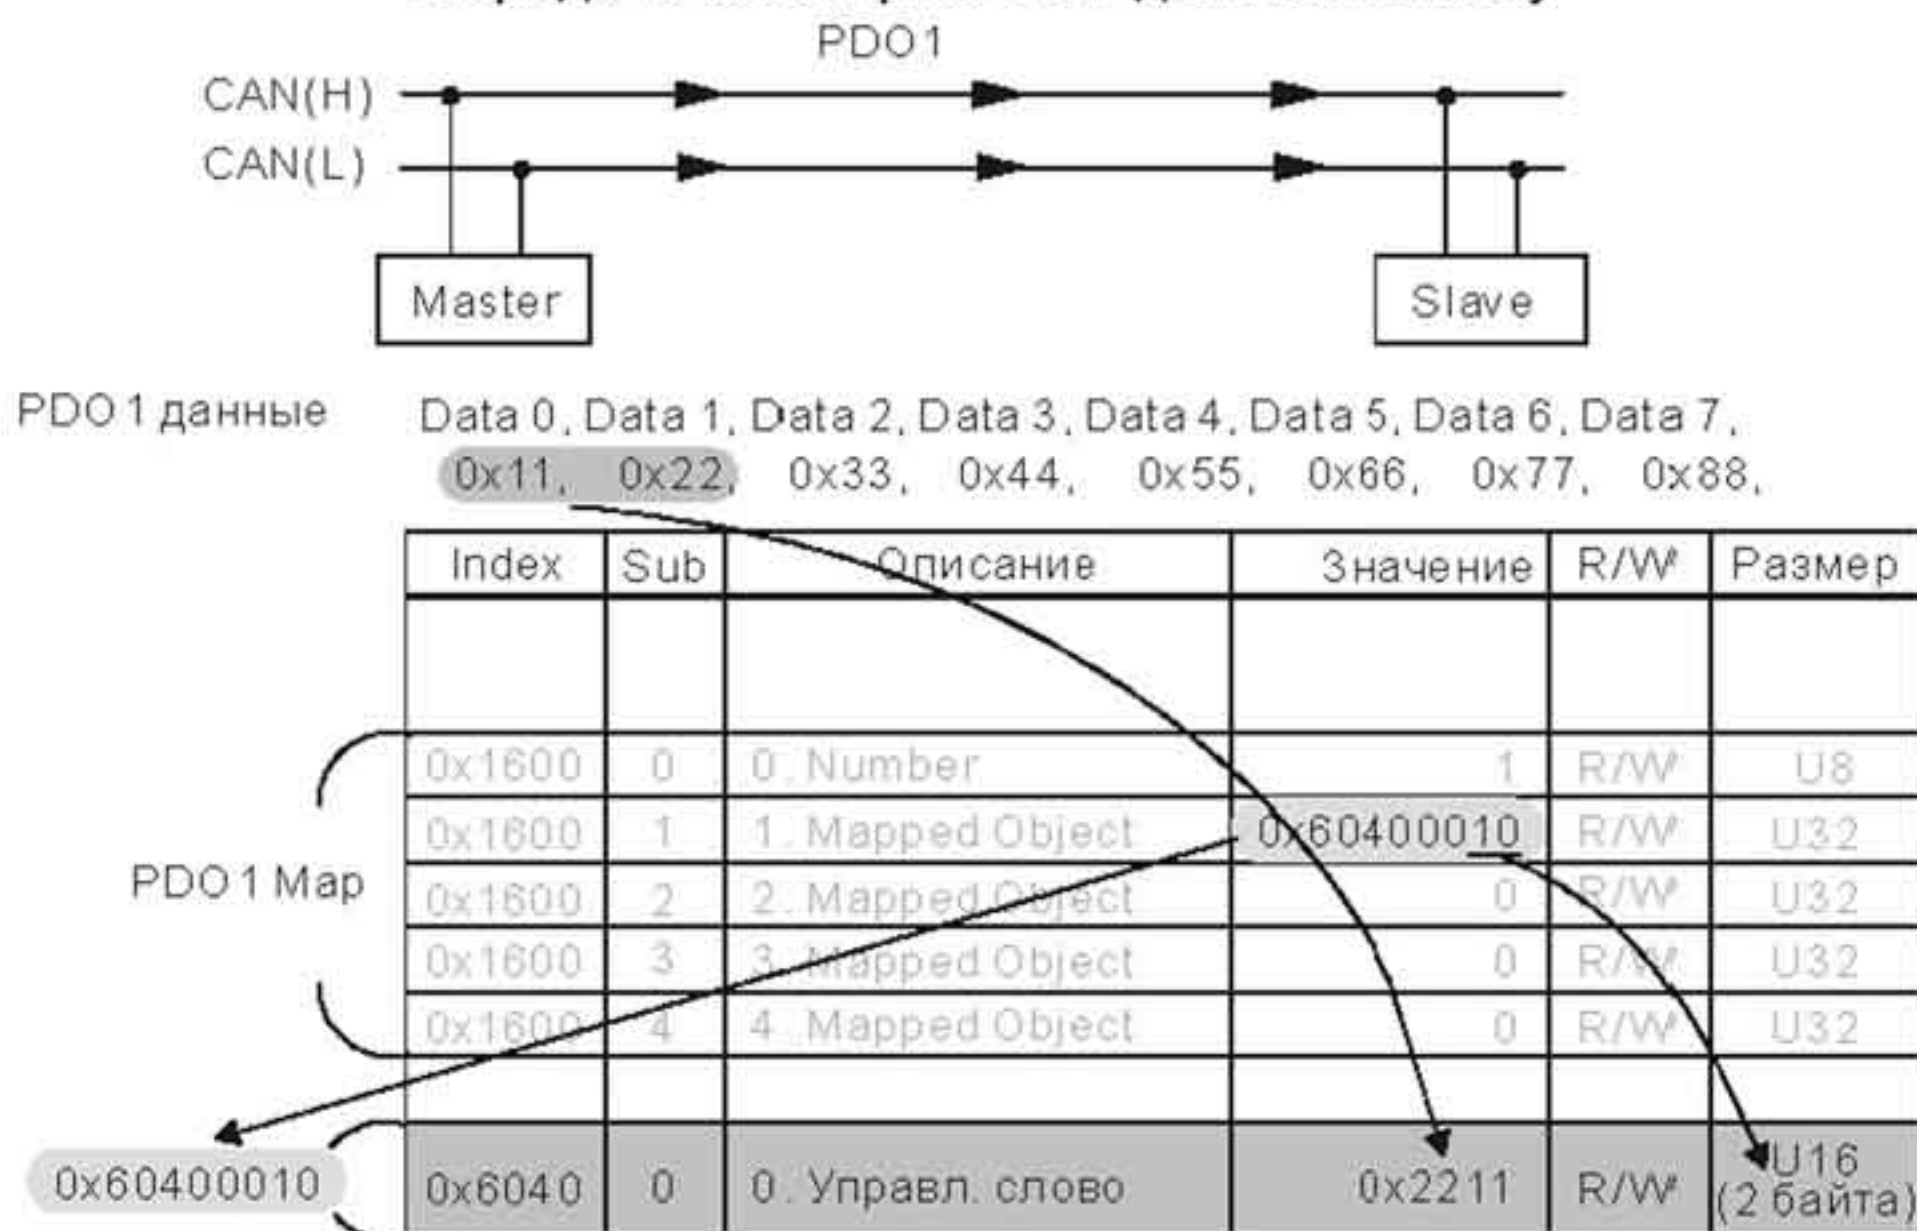 PDO1
CAN(H)
CAN(L)
Master Slave
PDO1 данные Data 0, Data 1, Data 2, Data 3, Data 4, Data 5, Data 6, Data 7,
0x11, 0x22, 0x33, 0x44, 0x55, 0x66, 0x77, 0x88,
Index Sub Описание Значение R/W Размер
0x1600 0 0. Number 1 R/W U8
0x1600 1 1. Mapped Object 0x60400010 R/W U32
PDO1 Map
0x1600 2 2. Mapped Object 0 R/W U32
0x1600 3 3. Mapped Object 0 R/W U32
0x1600 4 4. Mapped Object 0 R/W U32
0x60400010 0x6040 0 0. Управл. слово 0x2211 R/W U16
(2 байта)